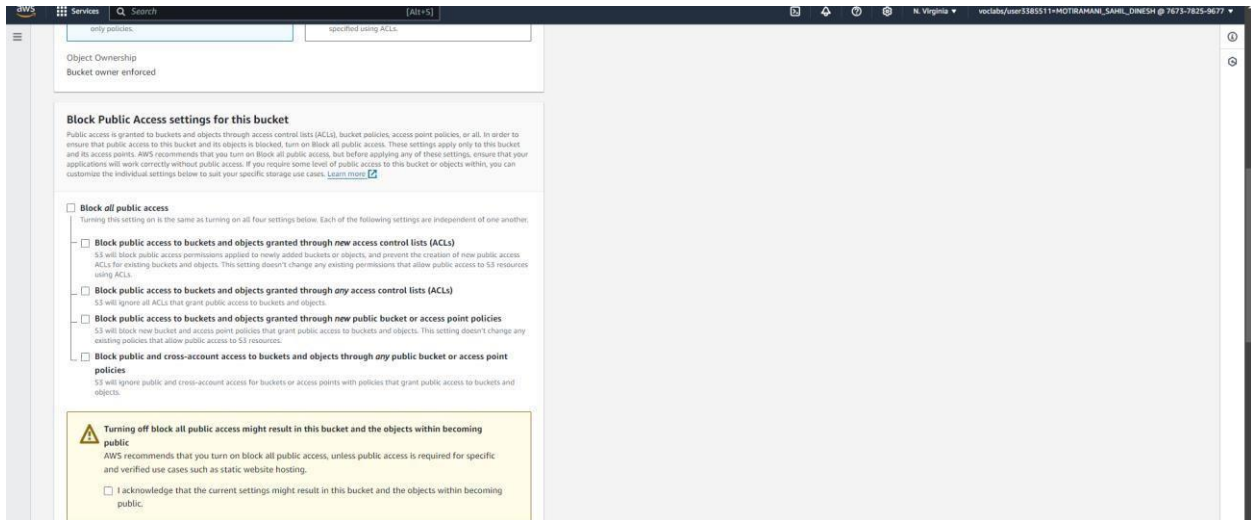 aws
Services
Search
[Alt+S]
N. Virginia
voclabs/user3385511=MOTIRAMANI_SAHIL_DINESH @ 7673-7825-9677
only policies.
specified using ACLs.
Object Ownership
Bucket owner enforced
Block Public Access settings for this bucket
Public access is granted to buckets and objects through access control lists (ACLs), bucket policies, access point policies, or all. In order to
ensure that public access to this bucket and its objects is blocked, turn on Block all public access. These settings apply only to this bucket
and its access points. AWS recommends that you turn on Block all public access, but before applying any of these settings, ensure that your
applications will work correctly without public access. If you require some level of public access to this bucket or objects within, you can
customize the individual settings below to suit your specific storage use cases. Learn more
Block all public access
Turning this setting on is the same as turning on all four settings below. Each of the following settings are independent of one another.
Block public access to buckets and objects granted through new access control lists (ACLs)
S3 will block public access permissions applied to newly added buckets or objects, and prevent the creation of new public access
ACLs for existing buckets and objects. This setting doesn't change any existing permissions that allow public access to S3 resources
using ACLs.
Block public access to buckets and objects granted through any access control lists (ACLs)
S3 will ignore all ACLs that grant public access to buckets and objects.
Block public access to buckets and objects granted through new public bucket or access point policies
S3 will block new bucket and access point policies that grant public access to buckets and objects. This setting doesn't change any
existing policies that allow public access to S3 resources.
Block public and cross-account access to buckets and objects through any public bucket or access point
policies
S3 will ignore public and cross-account access for buckets or access points with policies that grant public access to buckets and
objects.
Turning off block all public access might result in this bucket and the objects within becoming
public
AWS recommends that you turn on block all public access, unless public access is required for specific
and verified use cases such as static website hosting.
I acknowledge that the current settings might result in this bucket and the objects within becoming
public.